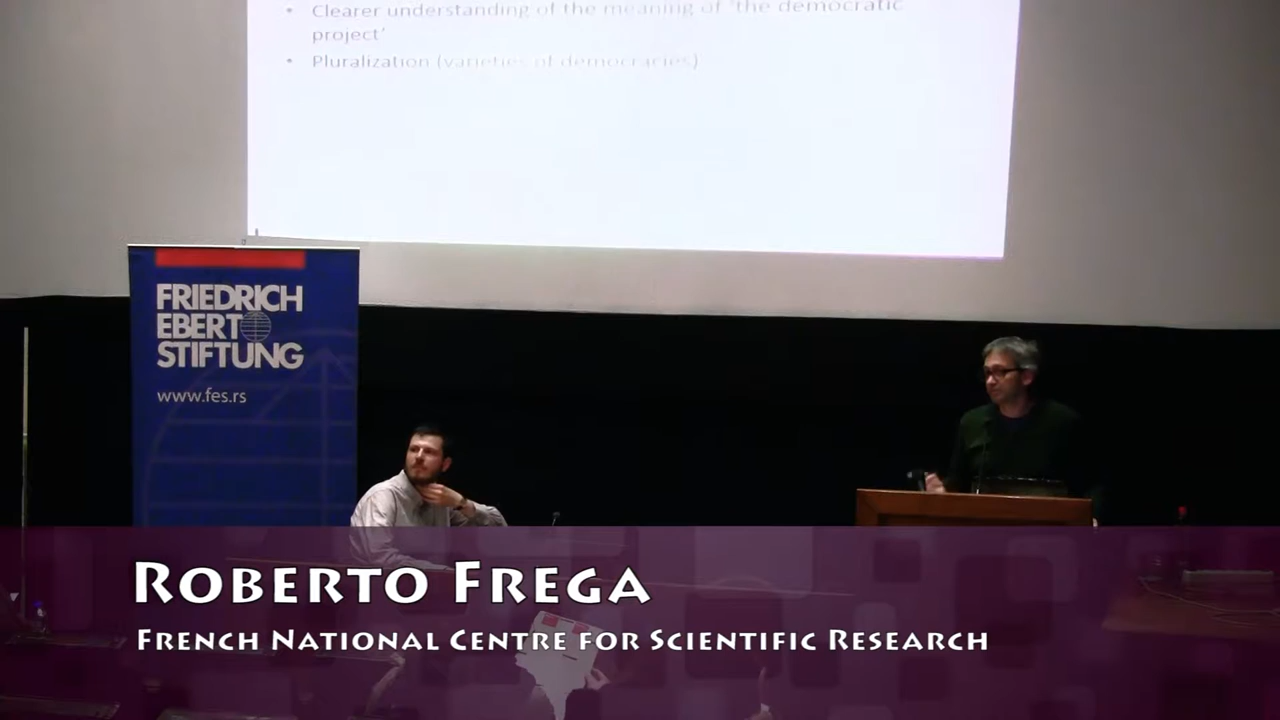 • Clearer understanding of the meaning of 'the democratic
project'
• Pluralization (varieties of democracies)
FRIEDRICH
EBERT
STIFTUNG
www.fes.rs
ROBERTO FREGA
FRENCH NATIONAL CENTRE FOR SCIENTIFIC RESEARCH